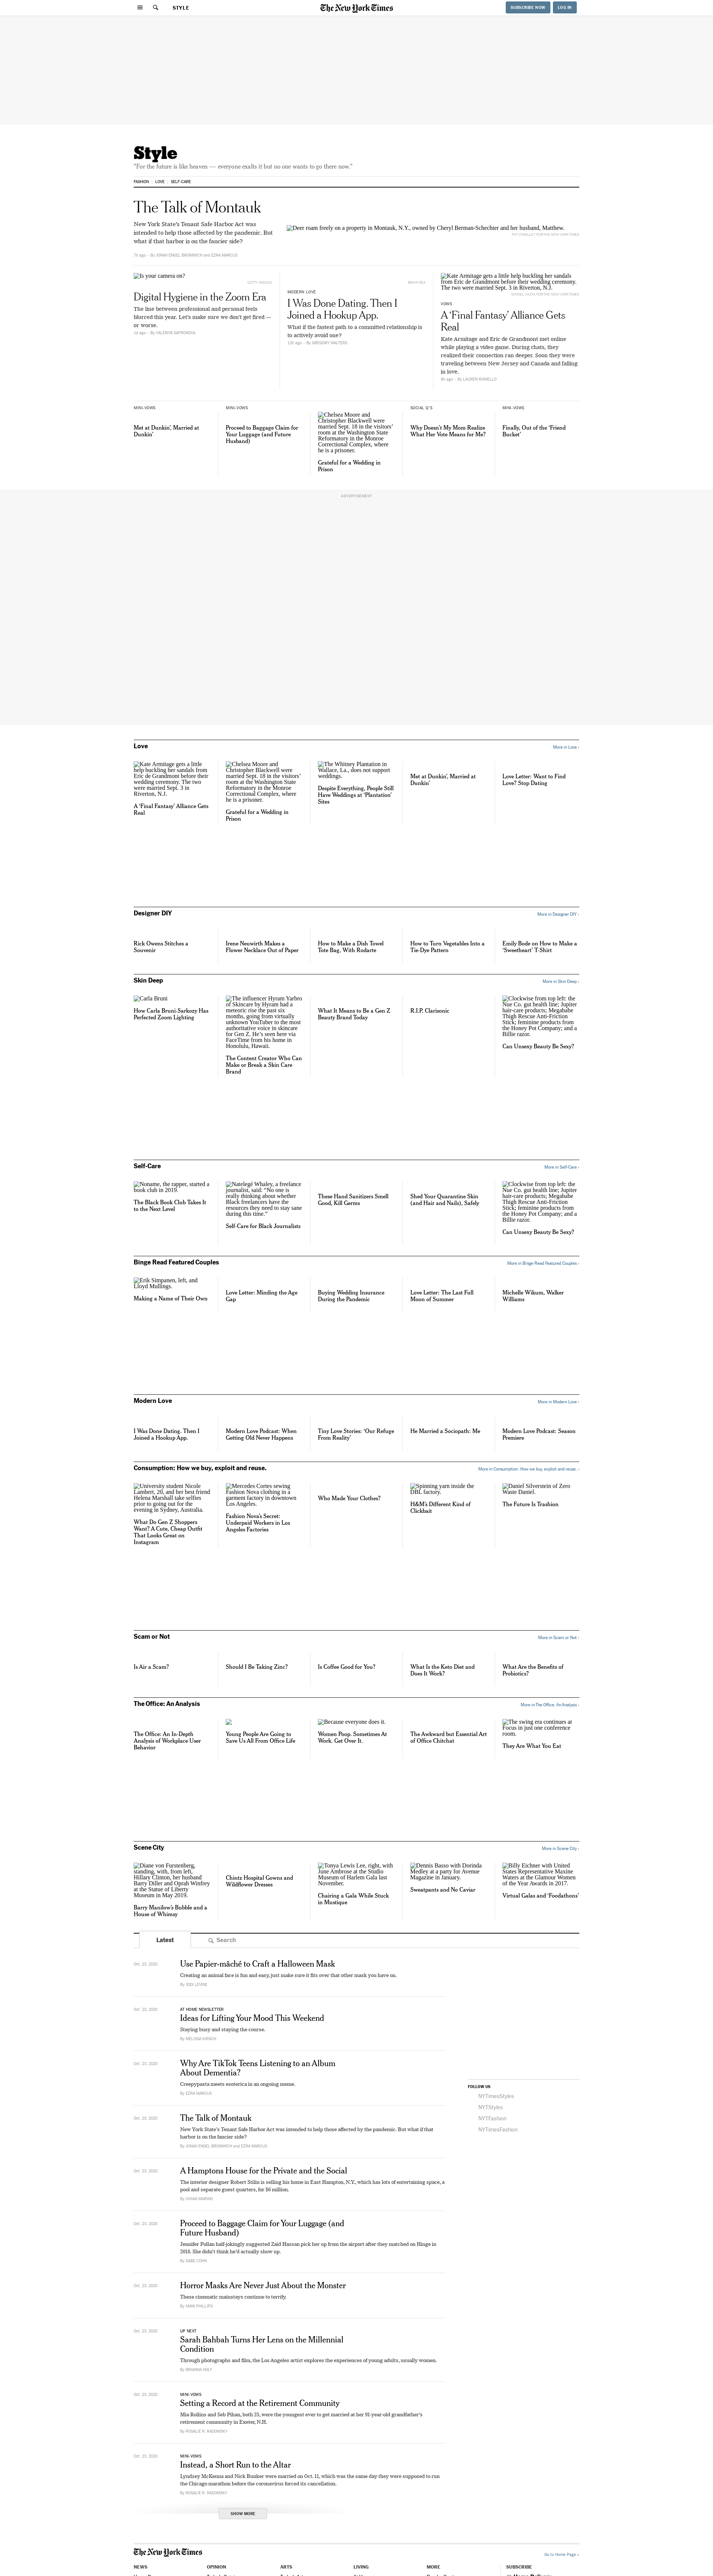 STYLE
The New York Times
SUBSCRIBE NOW
LOG IN
Style
"For the future is like heaven — everyone exalts it but no one wants to go there now."
FASHION
LOVE
SELF-CARE
The Talk of Montauk
New York State's Tenant Safe Harbor Act was
intended to help those affected by the pandemic. But
what if that harbor is on the fancier side?
7h ago
By JONAH ENGEL BROMWICH and EZRA MARCUS
Deer roam freely on a property in Montauk, N.Y., owned by Cheryl Berman-Schechter and her husband, Matthew.
Is your camera on?
GETTY IMAGES
Digital Hygiene in the Zoom Era
The line between professional and personal feels
blurred this year. Let's make sure we don't get fired —
or worse.
1d ago
By VALERIYA SAFRONOVA
BRIAN REA
MODERN LOVE
I Was Done Dating. Then I
Joined a Hookup App.
What if the fastest path to a committed relationship is
to actively avoid one?
12h ago
By GREGORY WALTERS
Kate Armitage gets a little help buckling her sandals
from Eric de Grandmont before their wedding ceremony.
The two were married Sept. 3 in Riverton, N.J.
VOWS
A 'Final Fantasy' Alliance Gets
Real
Kate Armitage and Eric de Grandmont met online
while playing a video game. During chats, they
realized their connection ran deeper. Soon they were
traveling between New Jersey and Canada and falling
in love.
8h ago
By LAUREN ROWELLO
MINI-VOWS
Met at Dunkin', Married at
Dunkin'
MINI-VOWS
Proceed to Baggage Claim for
Your Luggage (and Future
Husband)
Chelsea Moore and
Christopher Blackwell were
married Sept. 18 in the visitors'
room at the Washington State
Reformatory in the Monroe
Correctional Complex, where
he is a prisoner.
Grateful for a Wedding in
Prison
SOCIAL Q'S
Why Doesn't My Mom Realize
What Her Vote Means for Me?
MINI-VOWS
Finally, Out of the 'Friend
Bucket'
ADVERTISEMENT
Love
More in Love ›
Kate Armitage gets a little
help buckling her sandals from
Eric de Grandmont before their
wedding ceremony. The two
were married Sept. 3 in
Riverton, N.J.
A 'Final Fantasy' Alliance Gets
Real
Chelsea Moore and
Christopher Blackwell were
married Sept. 18 in the visitors'
room at the Washington State
Reformatory in the Monroe
Correctional Complex, where
he is a prisoner.
Grateful for a Wedding in
Prison
The Whitney Plantation in
Wallace, La., does not support
weddings.
Despite Everything, People Still
Have Weddings at 'Plantation'
Sites
Met at Dunkin', Married at
Dunkin'
Love Letter: Want to Find
Love? Stop Dating
Designer DIY
More in Designer DIY ›
Rick Owens Stitches a
Souvenir
Irene Neuwirth Makes a
Flower Necklace Out of Paper
How to Make a Dish Towel
Tote Bag, With Rodarte
How to Turn Vegetables Into a
Tie-Dye Pattern
Emily Bode on How to Make a
'Sweetheart' T-Shirt
Skin Deep
More in Skin Deep ›
Carla Bruni
How Carla Bruni-Sarkozy Has
Perfected Zoom Lighting
The influencer Hyram Yarbro
of Skincare by Hyram had a
meteoric rise the past six
months, going from virtually
unknown YouTuber to the most
authoritative voice in skincare
for Gen Z. He's seen here via
FaceTime from his home in
Honolulu, Hawaii.
The Content Creator Who Can
Make or Break a Skin Care
Brand
What It Means to Be a Gen Z
Beauty Brand Today
R.I.P. Clarisonic
Clockwise from top left: the
Nue Co. gut health line; Jupiter
hair-care products; Megababe
Thigh Rescue Anti-Friction
Stick; feminine products from
the Honey Pot Company; and a
Billie razor.
Can Unsexy Beauty Be Sexy?
Self-Care
More in Self-Care ›
Noname, the rapper, started a
book club in 2019.
The Black Book Club Takes It
to the Next Level
Natelegé Whaley, a freelance
journalist, said: "No one is
really thinking about whether
Black freelancers have the
resources they need to stay sane
during this time."
Self-Care for Black Journalists
These Hand Sanitizers Smell
Good, Kill Germs
Shed Your Quarantine Skin
(and Hair and Nails), Safely
Clockwise from top left: the
Nue Co. gut health line; Jupiter
hair-care products; Megababe
Thigh Rescue Anti-Friction
Stick; feminine products from
the Honey Pot Company; and a
Billie razor.
Can Unsexy Beauty Be Sexy?
Binge Read Featured Couples
More in Binge Read Featured Couples ›
Erik Simpanen, left, and
Lloyd Mullings.
Making a Name of Their Own
Love Letter: Minding the Age
Gap
Buying Wedding Insurance
During the Pandemic
Love Letter: The Last Full
Moon of Summer
Michelle Wikum, Walker
Williams
Modern Love
More in Modern Love ›
I Was Done Dating. Then I
Joined a Hookup App.
Modern Love Podcast: When
Getting Old Never Happens
Tiny Love Stories: 'Our Refuge
From Reality'
He Married a Sociopath: Me
Modern Love Podcast: Season
Premiere
Consumption: How we buy, exploit and reuse.
More in Consumption: How we buy, exploit and reuse. ›
University student Nicole
Lambert, 20, and her best friend
Helena Marshall take selfies
prior to going out for the
evening in Sydney, Australia.
What Do Gen Z Shoppers
Want? A Cute, Cheap Outfit
That Looks Great on
Instagram
Mercedes Cortes sewing
Fashion Nova clothing in a
garment factory in downtown
Los Angeles.
Fashion Nova's Secret:
Underpaid Workers in Los
Angeles Factories
Who Made Your Clothes?
Spinning yarn inside the
DBL factory.
H&M's Different Kind of
Clickbait
Daniel Silverstein of Zero
Waste Daniel.
The Future Is Trashion
Scam or Not
More in Scam or Not ›
Is Air a Scam?
Should I Be Taking Zinc?
Is Coffee Good for You?
What Is the Keto Diet and
Does It Work?
What Are the Benefits of
Probiotics?
The Office: An Analysis
More in The Office: An Analysis ›
The Office: An In-Depth
Analysis of Workplace User
Behavior
Young People Are Going to
Save Us All From Office Life
Because everyone does it.
Women Poop. Sometimes At
Work. Get Over It.
The Awkward but Essential Art
of Office Chitchat
The swing era continues at
Focus in just one conference
room.
They Are What You Eat
Scene City
More in Scene City ›
Diane von Furstenberg,
standing, with, from left,
Hillary Clinton, her husband
Barry Diller and Oprah Winfrey
at the Statue of Liberty
Museum in May 2019.
Barry Manilow's Bubble and a
House of Whimsy
Chintz Hospital Gowns and
Wildflower Dresses
Tonya Lewis Lee, right, with
June Ambrose at the Studio
Museum of Harlem Gala last
November.
Chairing a Gala While Stuck
in Mustique
Dennis Basso with Dorinda
Medley at a party for Avenue
Magazine in January.
Sweatpants and No Caviar
Billy Eichner with United
States Representative Maxine
Waters at the Glamour Women
of the Year Awards in 2017.
Virtual Galas and 'Foodathons'
Latest
Search
Oct. 23, 2020
Use Papier-mâché to Craft a Halloween Mask
Creating an animal face is fun and easy, just make sure it fits over that other mask you have on.
By JODI LEVINE
Oct. 23, 2020
AT HOME NEWSLETTER
Ideas for Lifting Your Mood This Weekend
Staying busy and staying the course.
By MELISSA KIRSCH
Oct. 23, 2020
Why Are TikTok Teens Listening to an Album
About Dementia?
Creepypasta meets esoterica in an ongoing meme.
By EZRA MARCUS
FOLLOW US
NYTimesStyles
NYTStyles
NYTFashion
NYTimesFashion
Oct. 23, 2020
The Talk of Montauk
New York State's Tenant Safe Harbor Act was intended to help those affected by the pandemic. But what if that
harbor is on the fancier side?
By JONAH ENGEL BROMWICH and EZRA MARCUS
Oct. 23, 2020
A Hamptons House for the Private and the Social
The interior designer Robert Stilin is selling his home in East Hampton, N.Y., which has lots of entertaining space, a
pool and separate guest quarters, for $6 million.
By VIVIAN MARINO
Oct. 23, 2020
Proceed to Baggage Claim for Your Luggage (and
Future Husband)
Jennifer Pollan half-jokingly suggested Zaid Hassan pick her up from the airport after they matched on Hinge in
2018. She didn't think he'd actually show up.
By GABE COHN
Oct. 23, 2020
Horror Masks Are Never Just About the Monster
These cinematic mainstays continue to terrify.
By MAYA PHILLIPS
Oct. 23, 2020
UP NEXT
Sarah Bahbah Turns Her Lens on the Millennial
Condition
Through photographs and film, the Los Angeles artist explores the experiences of young adults, usually women.
By BRIANNA HOLT
Oct. 23, 2020
MINI-VOWS
Setting a Record at the Retirement Community
Mia Rollins and Seb Pihan, both 25, were the youngest ever to get married at her 91-year-old grandfather's
retirement community in Exeter, N.H.
By ROSALIE R. RADOMSKY
Oct. 23, 2020
MINI-VOWS
Instead, a Short Run to the Altar
Lyndsey McKenna and Nick Bunker were married on Oct. 11, which was the same day they were supposed to run
the Chicago marathon before the coronavirus forced its cancellation.
By ROSALIE R. RADOMSKY
SHOW MORE
The New York Times
Go to Home Page »
NEWS
OPINION
ARTS
LIVING
MORE
SUBSCRIBE